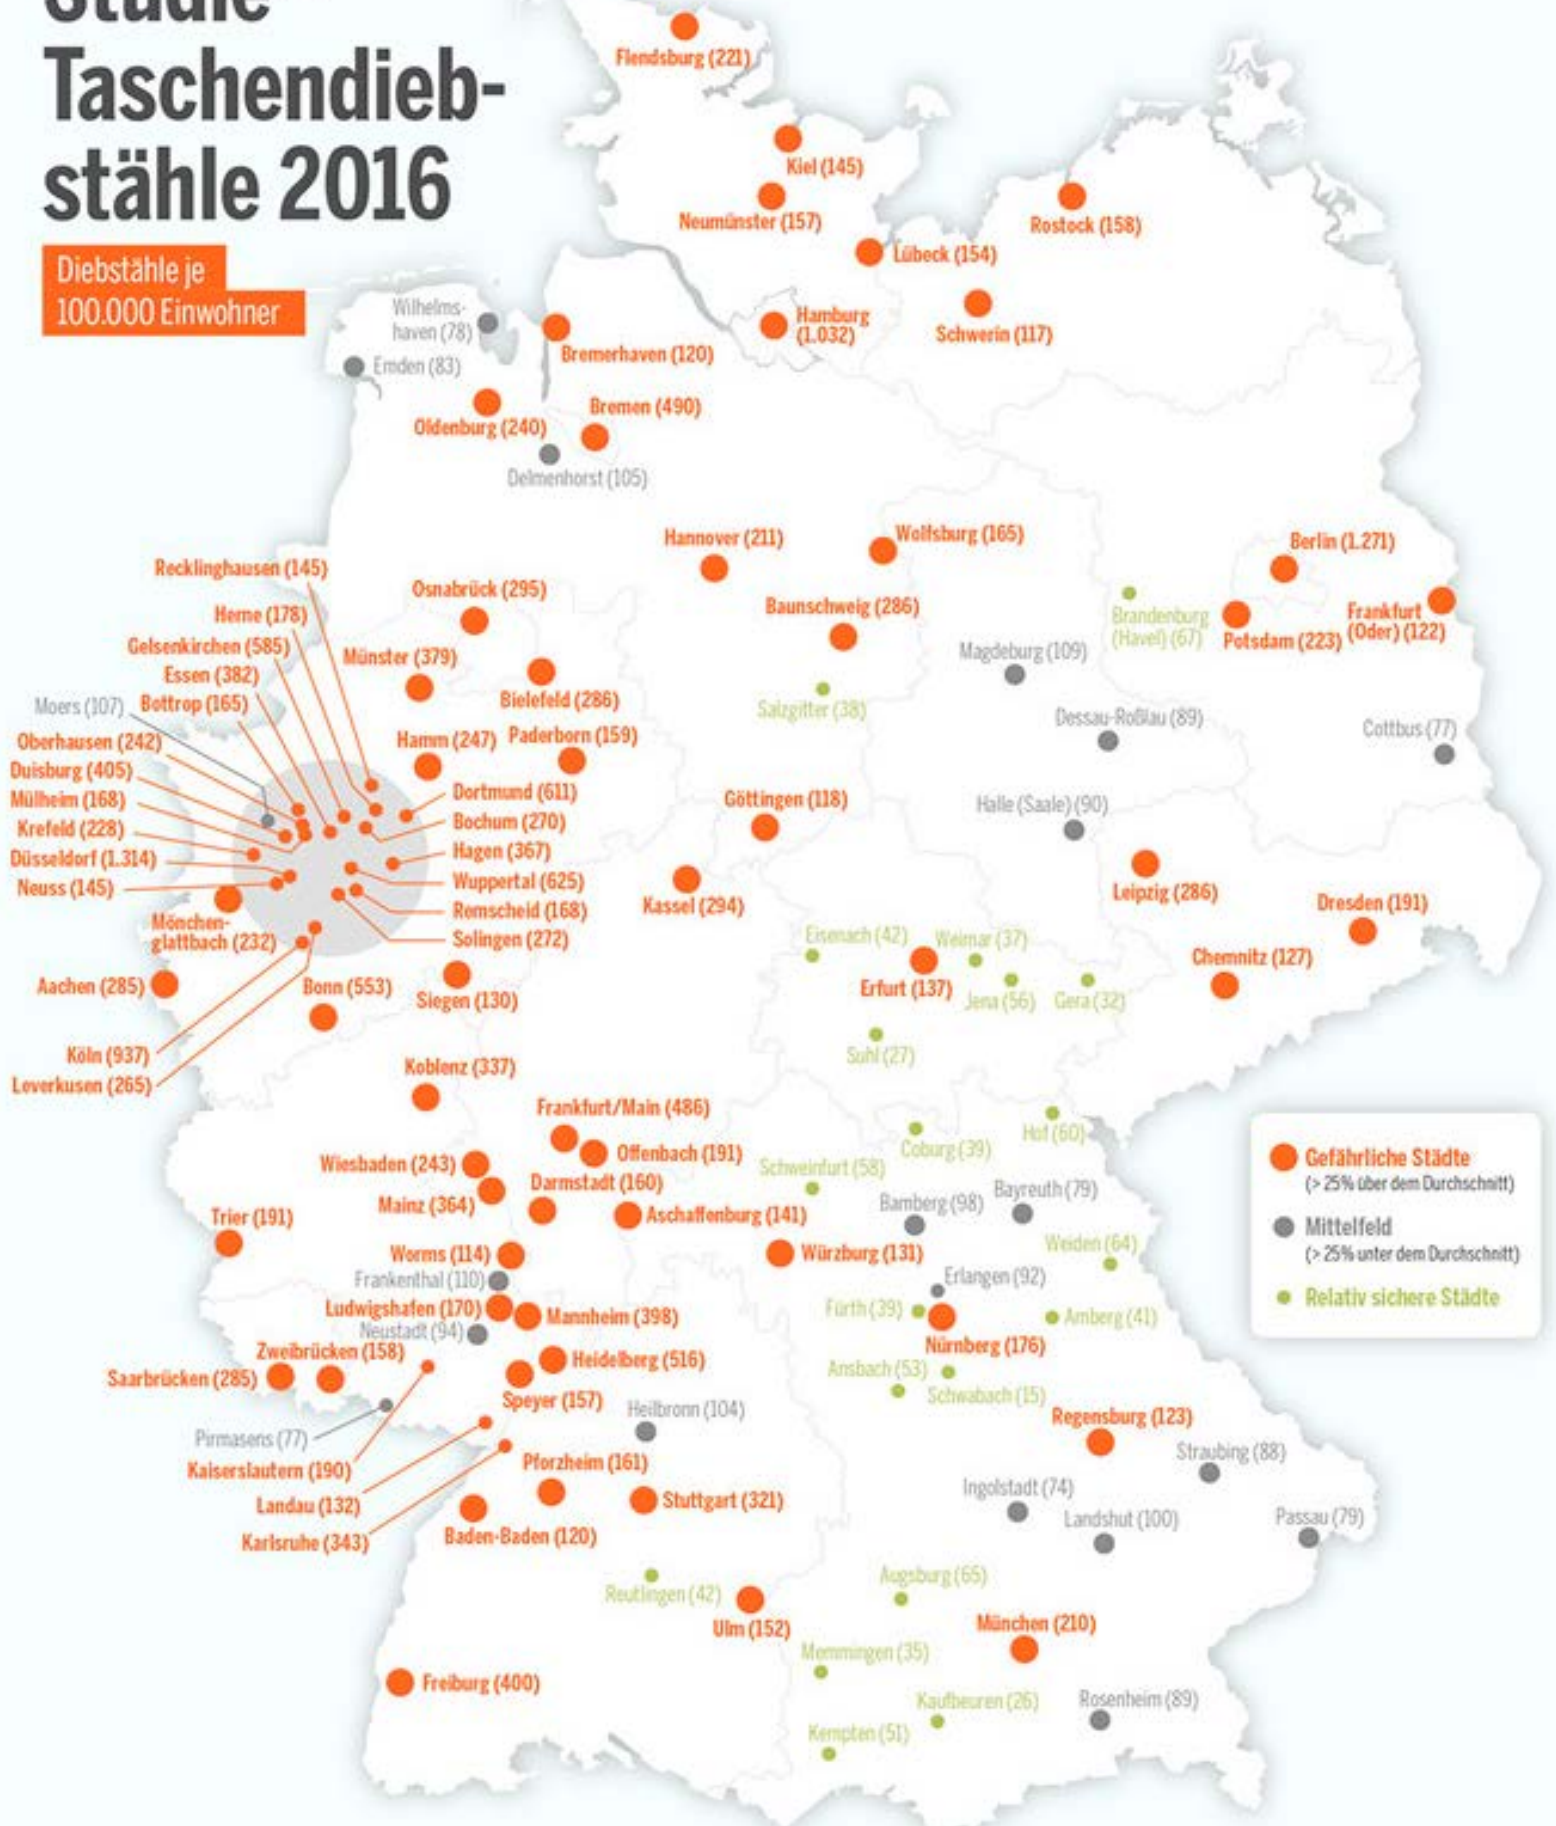 Studie
Taschendieb-
stähle 2016
Diebstähle je
100.000 Einwohner
Flendsburg (221)
Kiel (145)
Neumünster (157)
Rostock (158)
Lübeck (154)
Hamburg
(1.032)
Schwerin (117)
Wilhelms-
haven (78)
Bremerhaven (120)
Emden (83)
Bremen (490)
Oldenburg (240)
Delmenhorst (105)
Hannover (211)
Wolfsburg (165)
Berlin (1.271)
Baunschweig (286)
Brandenburg
(Havel) (67)
Potsdam (223)
Frankfurt
(Oder) (122)
Magdeburg (109)
Salzgitter (38)
Dessau-Roßlau (89)
Cottbus (77)
Halle (Saale) (90)
Recklinghausen (145)
Herne (178)
Gelsenkirchen (585)
Essen (382)
Bottrop (165)
Moers (107)
Oberhausen (242)
Duisburg (405)
Mülheim (168)
Krefeld (228)
Düsseldorf (1.314)
Neuss (145)
Mönchen-
glattbach (232)
Aachen (285)
Köln (937)
Leverkusen (265)
Osnabrück (295)
Münster (379)
Bielefeld (286)
Hamm (247)
Paderborn (159)
Dortmund (611)
Bochum (270)
Hagen (367)
Wuppertal (625)
Remscheid (168)
Solingen (272)
Bonn (553)
Siegen (130)
Göttingen (118)
Kassel (294)
Leipzig (286)
Dresden (191)
Chemnitz (127)
Eisenach (42)
Weimar (37)
Erfurt (137)
Jena (56)
Gera (32)
Suhl (27)
Koblenz (337)
Frankfurt/Main (486)
Offenbach (191)
Wiesbaden (243)
Darmstadt (160)
Mainz (364)
Aschaffenburg (141)
Trier (191)
Worms (114)
Frankenthal (110)
Ludwigshafen (170)
Mannheim (398)
Neustadt (94)
Zweibrücken (158)
Saarbrücken (285)
Heidelberg (516)
Speyer (157)
Pirmasens (77)
Kaiserslautern (190)
Landau (132)
Karlsruhe (343)
Heilbronn (104)
Pforzheim (161)
Stuttgart (321)
Baden-Baden (120)
Reutlingen (42)
Ulm (152)
Freiburg (400)
Coburg (39)
Hof (60)
Schweinfurt (58)
Bamberg (98)
Bayreuth (79)
Würzburg (131)
Weiden (64)
Erlangen (92)
Fürth (39)
Amberg (41)
Nürnberg (176)
Ansbach (53)
Schwabach (15)
Regensburg (123)
Straubing (88)
Ingolstadt (74)
Landshut (100)
Passau (79)
Augsburg (65)
München (210)
Memmingen (35)
Kaufbeuren (26)
Rosenheim (89)
Kempten (51)
Gefährliche Städte
(> 25% über dem Durchschnitt)
Mittelfeld
(> 25% unter dem Durchschnitt)
Relativ sichere Städte